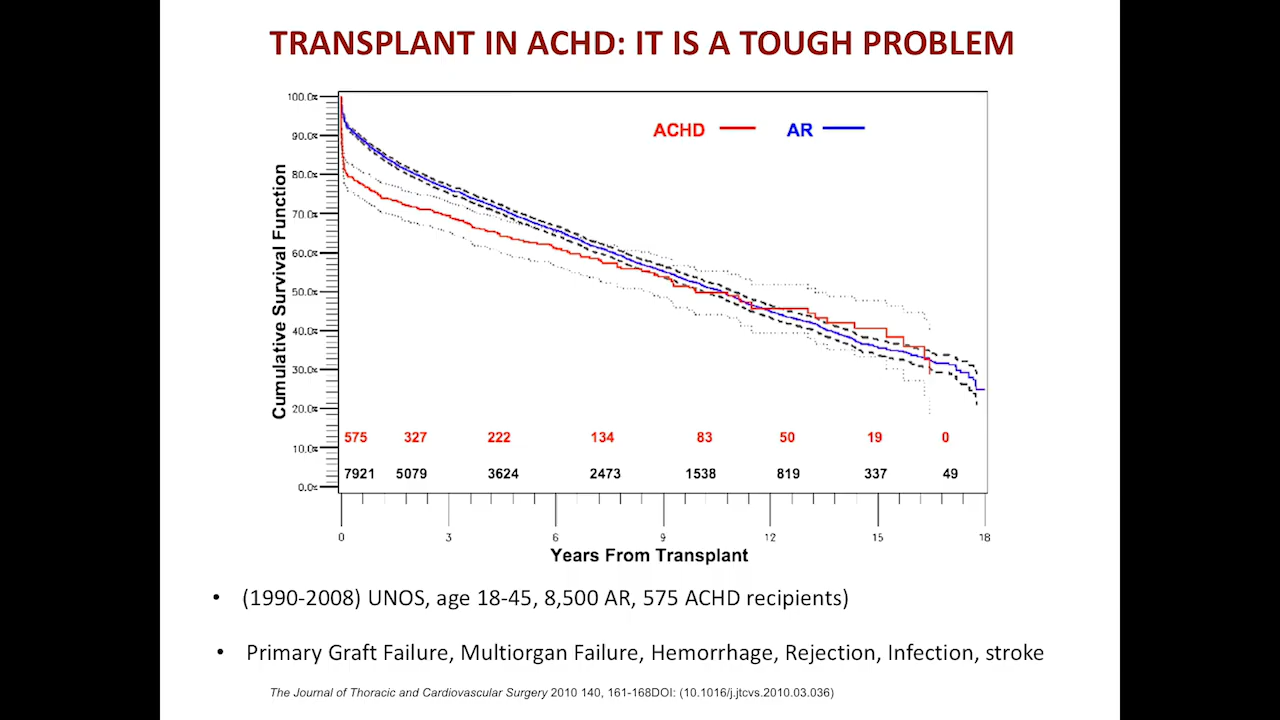 TRANSPLANT IN ACHD: IT IS A TOUGH PROBLEM
ACHD
AR
Cumulative Survival Function
100.0%
90.0%
80.0%
70.0%
60.0%
50.0%
40.0%
30.0%
20.0%
10.0%
0.0%
575 327 222 134 83 50 19 0
7921 5079 3624 2473 1538 819 337 49
0 3 6 9 12 15 18
Years From Transplant
• (1990-2008) UNOS, age 18-45, 8,500 AR, 575 ACHD recipients)
• Primary Graft Failure, Multiorgan Failure, Hemorrhage, Rejection, Infection, stroke
The Journal of Thoracic and Cardiovascular Surgery 2010 140, 161-168DOI: (10.1016/j.jtcvs.2010.03.036)